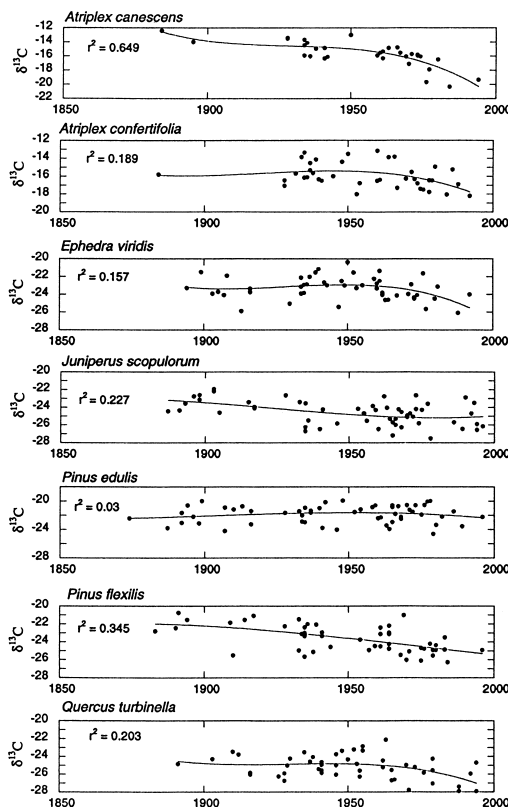 Atriplex canescens
δ¹³C
-12
-14
-16
-18
-20
-22
r² = 0.649
1850 1900 1950 2000
Atriplex confertifolia
δ¹³C
-12
-14
-16
-18
-20
r² = 0.189
1850 1900 1950 2000
Ephedra viridis
δ¹³C
-20
-22
-24
-26
-28
r² = 0.157
1850 1900 1950 2000
Juniperus scopulorum
δ¹³C
-20
-22
-24
-26
-28
r² = 0.227
1850 1900 1950 2000
Pinus edulis
δ¹³C
-20
-24
-28
r² = 0.03
1850 1900 1950 2000
Pinus flexilis
δ¹³C
-20
-22
-24
-26
-28
r² = 0.345
1850 1900 1950 2000
Quercus turbinella
δ¹³C
-20
-22
-24
-26
-28
r² = 0.203
1850 1900 1950 2000